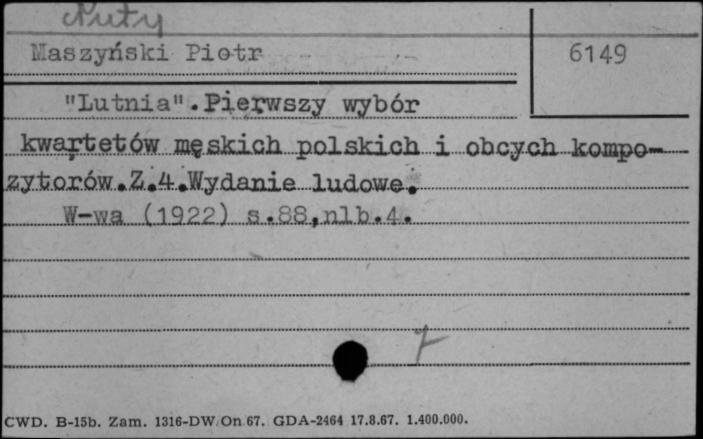 Nuty
Maszyński Piotr
6149
"Lutnia". Pierwszy wybór
kwartetów męskich polskich i obcych kompo-
zytorów. Z.4. Wydanie ludowe.
W-wa (1922) s.88, nlb.4.
7
CWD. B-15b. Zam. 1316-DW/On 67. GDA-2464 17.8.67. 1.400.000.